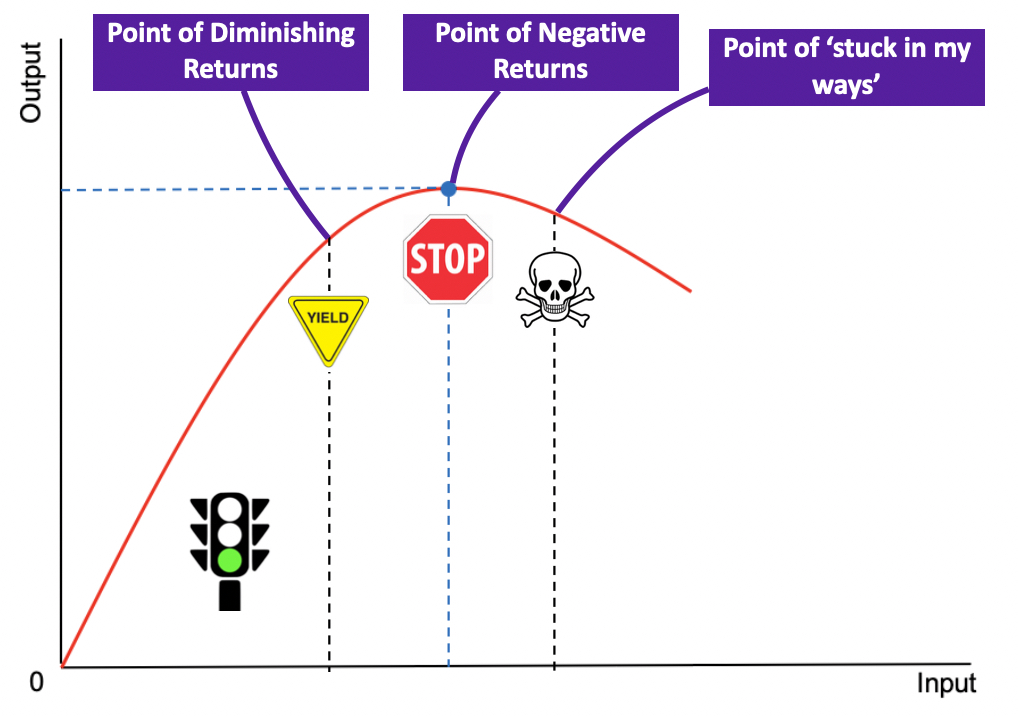 Output
Point of Diminishing
Returns
Point of Negative
Returns
Point of ‘stuck in my
ways’
STOP
YIELD
0
Input